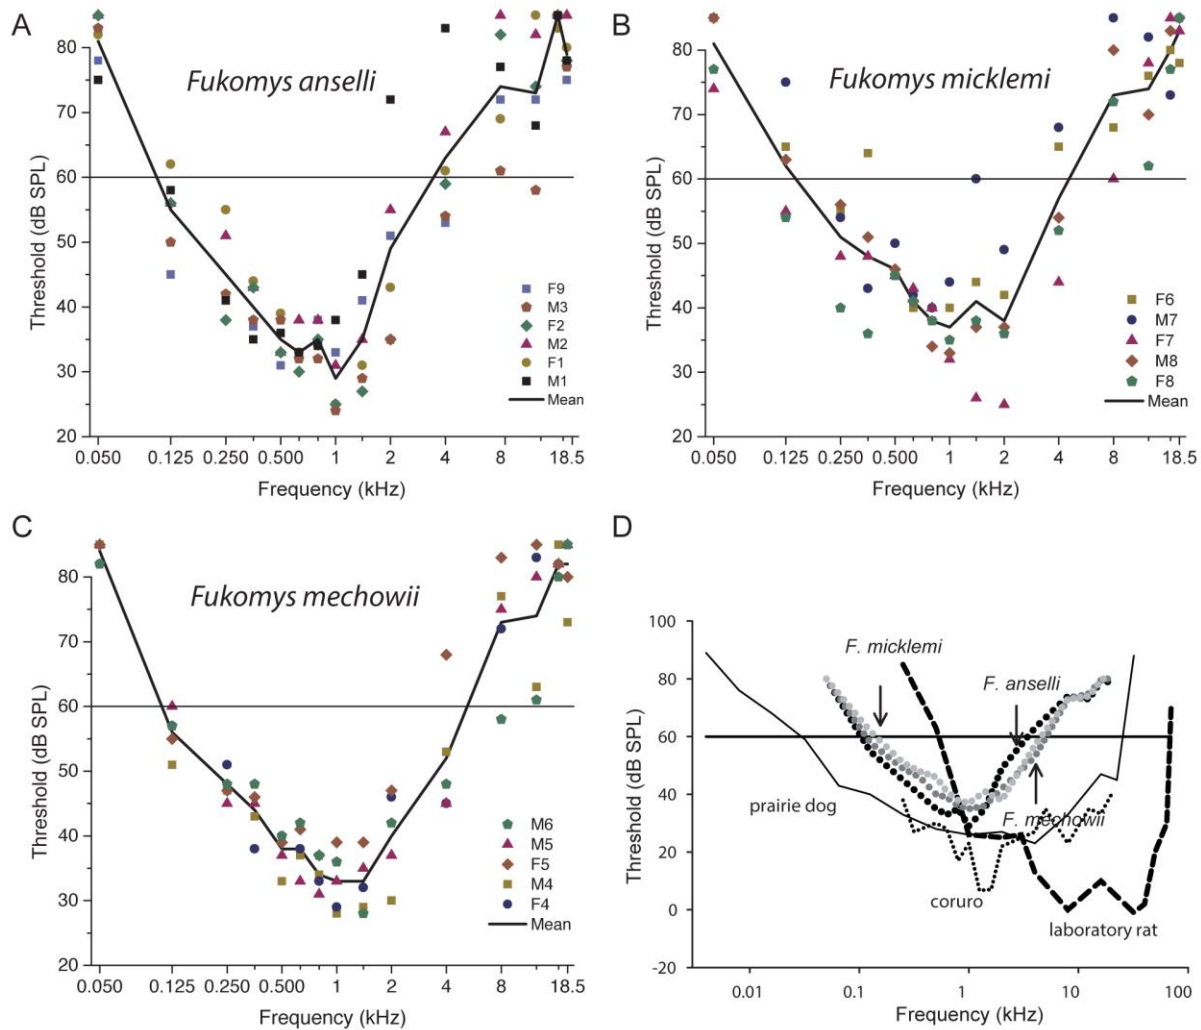 A
Fukomys anselli
Threshold (dB SPL)
80
70
60
50
40
30
20
F9
M3
F2
M2
F1
M1
Mean
0.050 0.125 0.250 0.500 1 2 4 8 18.5
Frequency (kHz)
B
Fukomys micklemi
Threshold (dB SPL)
80
70
60
50
40
30
20
F6
M7
F7
M8
F8
Mean
0.050 0.125 0.250 0.500 1 2 4 8 18.5
Frequency (kHz)
C
Fukomys mechowii
Threshold (dB SPL)
80
70
60
50
40
30
20
M6
M5
F5
M4
F4
Mean
0.050 0.125 0.250 0.500 1 2 4 8 18.5
Frequency (kHz)
D
Threshold (dB SPL)
100
80
60
40
20
0
-20
F. micklemi
F. anselli
F. mechowii
prairie dog
coruro
laboratory rat
0.01 0.1 1 10 100
Frequency (kHz)